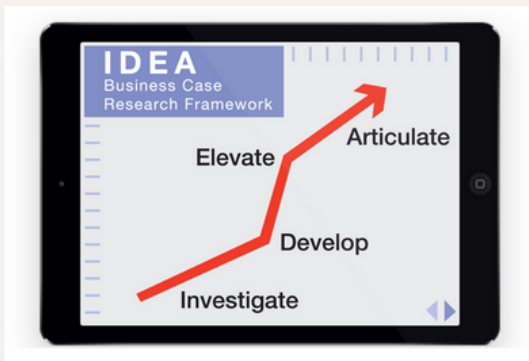 IDEA
Business Case
Research Framework
Articulate
Elevate
Develop
Investigate